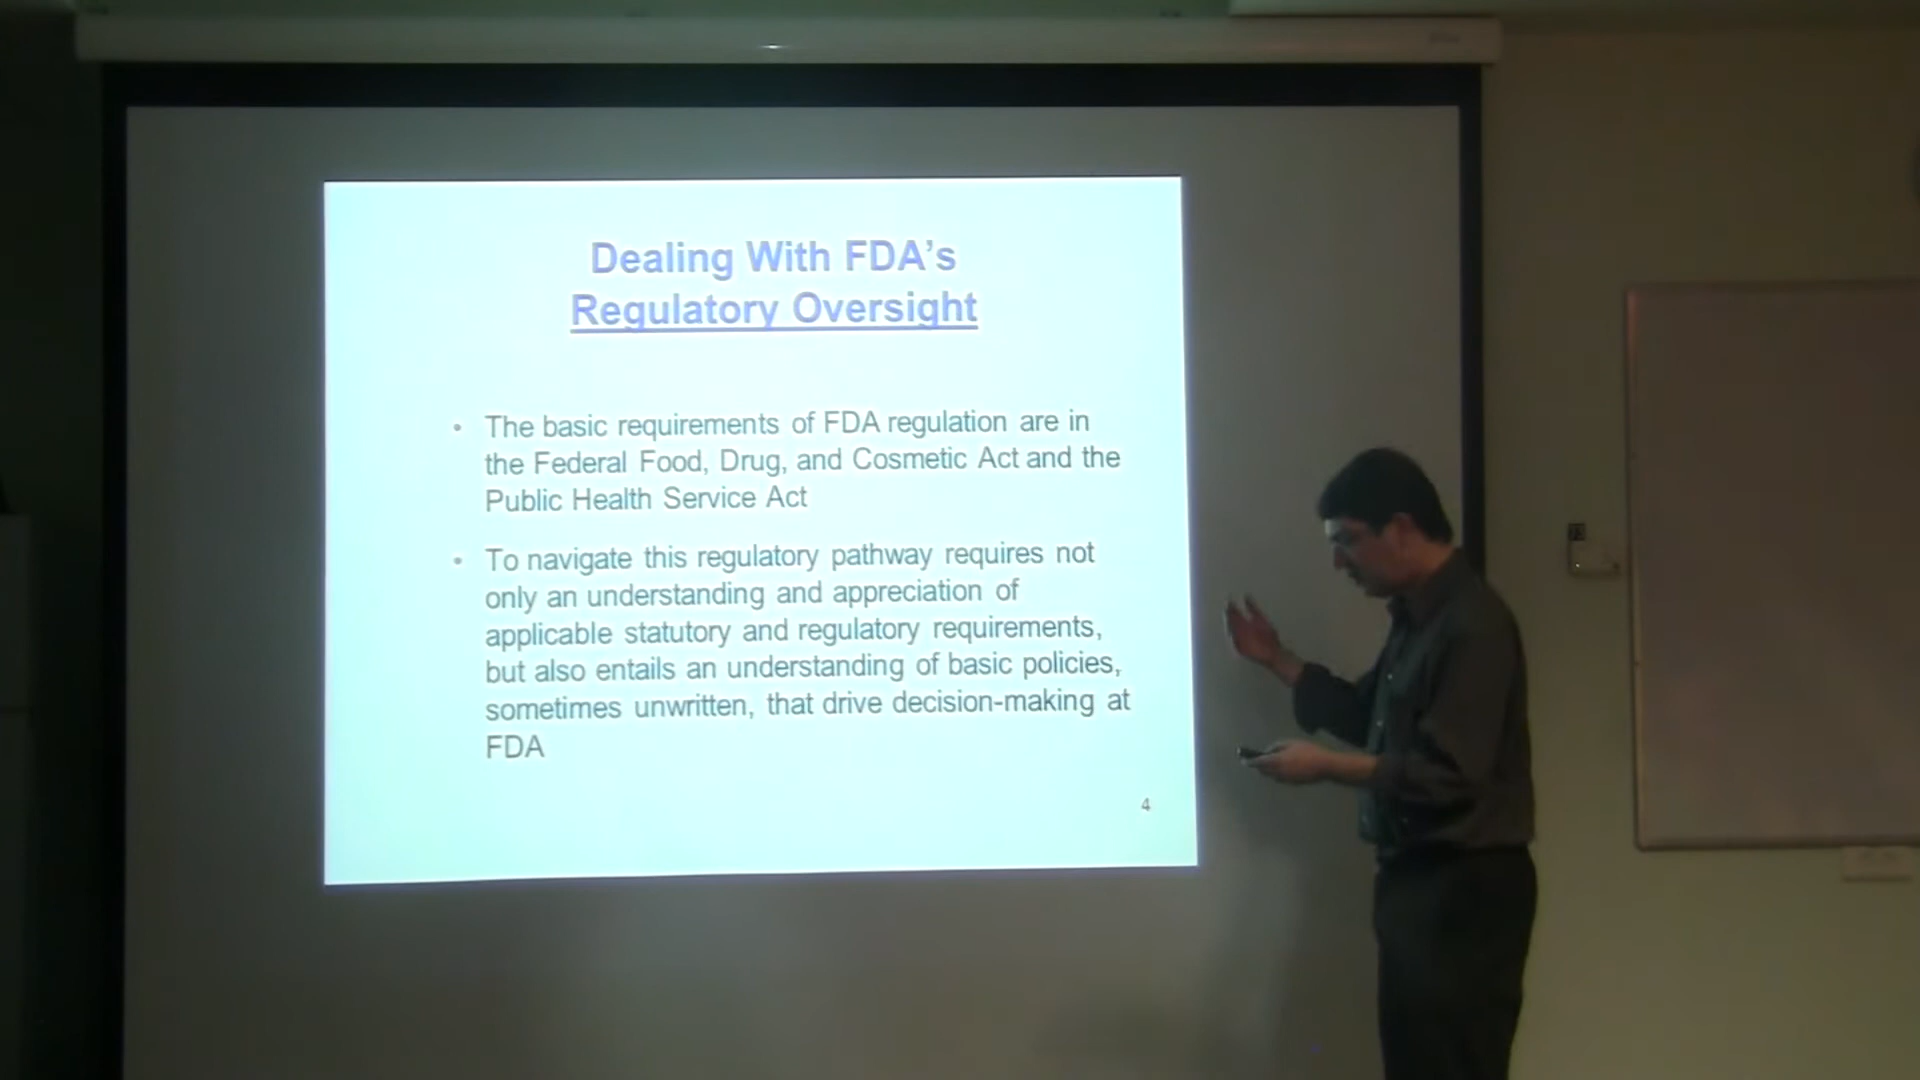 Dealing With FDA's
Regulatory Oversight
• The basic requirements of FDA regulation are in
the Federal Food, Drug, and Cosmetic Act and the
Public Health Service Act
• To navigate this regulatory pathway requires not
only an understanding and appreciation of
applicable statutory and regulatory requirements,
but also entails an understanding of basic policies,
sometimes unwritten, that drive decision-making at
FDA
4